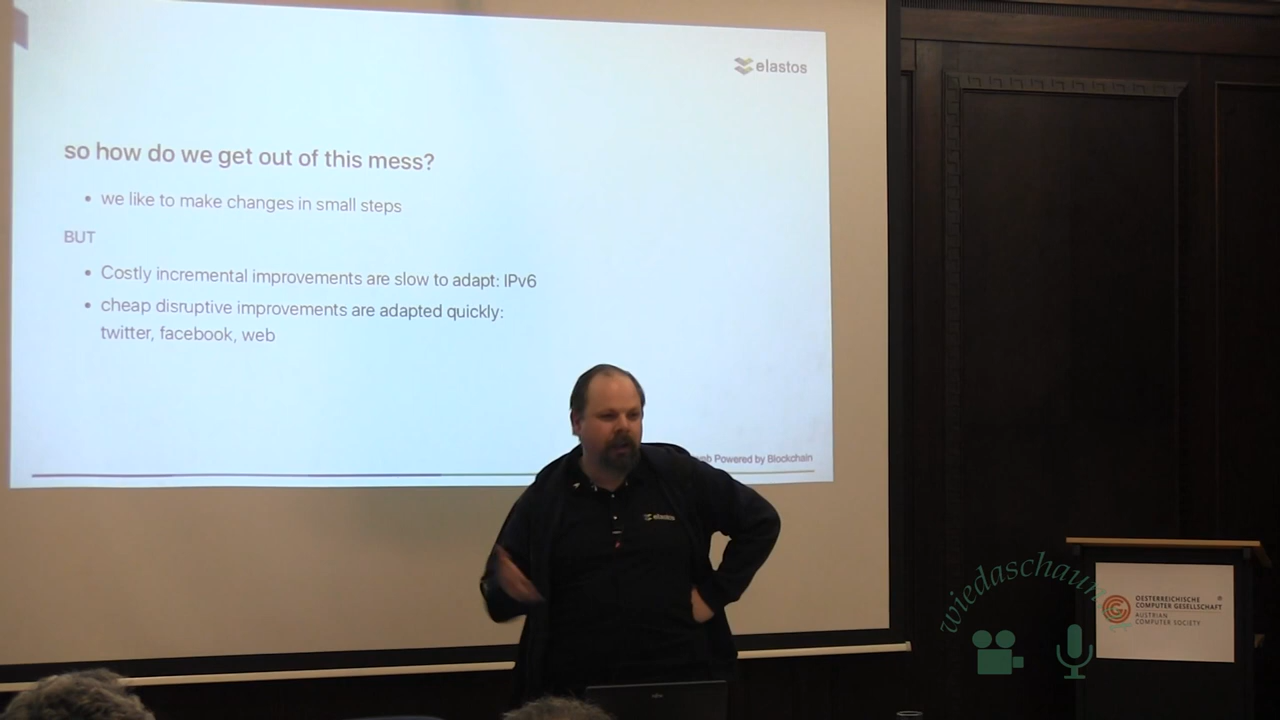 elastos
so how do we get out of this mess?
• we like to make changes in small steps
BUT
• Costly incremental improvements are slow to adapt: IPv6
• cheap disruptive improvements are adapted quickly:
twitter, facebook, web
Powered by Blockchain
elastos
wiedaschaun
OESTERREICHISCHE ®
COMPUTER GESELLSCHAFT
AUSTRIAN
COMPUTER SOCIETY